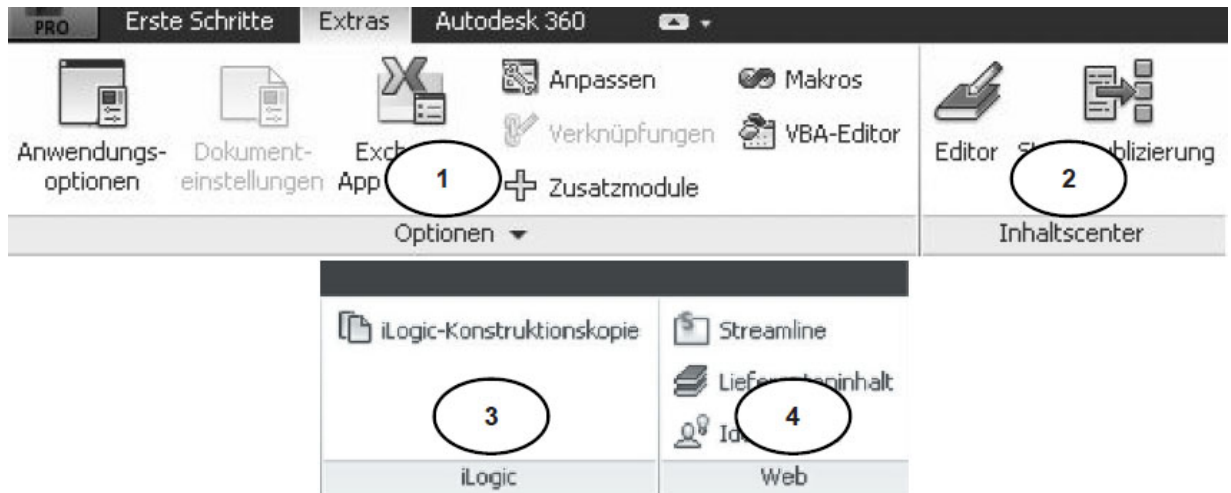 PRO Erste Schritte Extras Autodesk 360
Anwendungs-
optionen
Dokument-
einstellungen
App
1
Anpassen
Verknüpfungen
Zusatzmodule
Makros
VBA-Editor
Optionen
Editor
2
Inhaltscenter
iLogic-Konstruktionskopie
3
iLogic
Streamline
4
Web